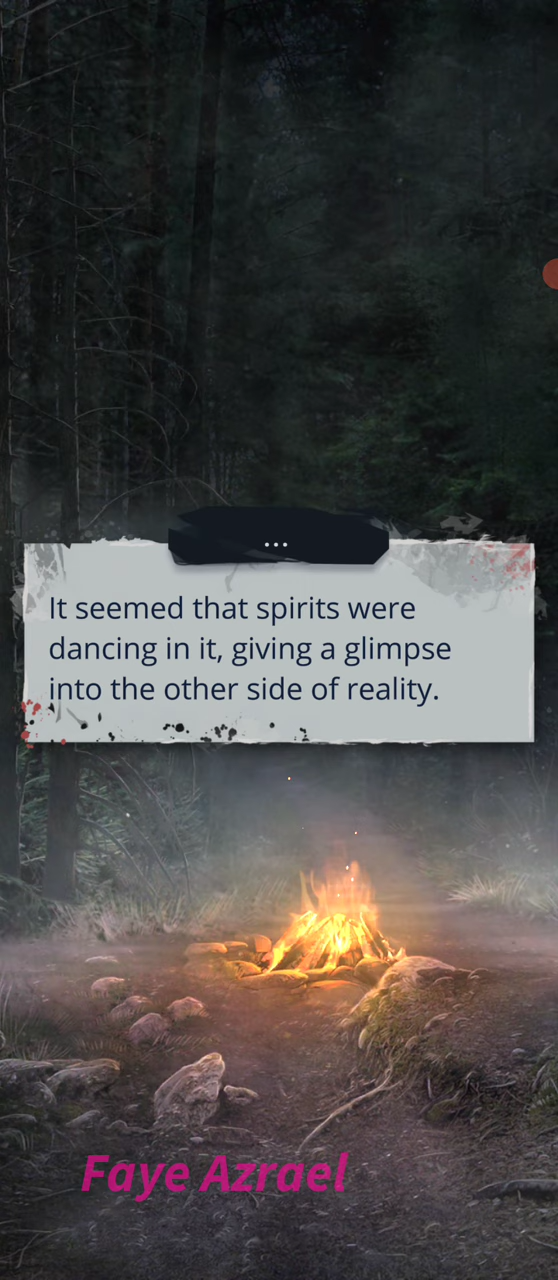 ...
It seemed that spirits were
dancing in it, giving a glimpse
into the other side of reality.
Faye Azrael